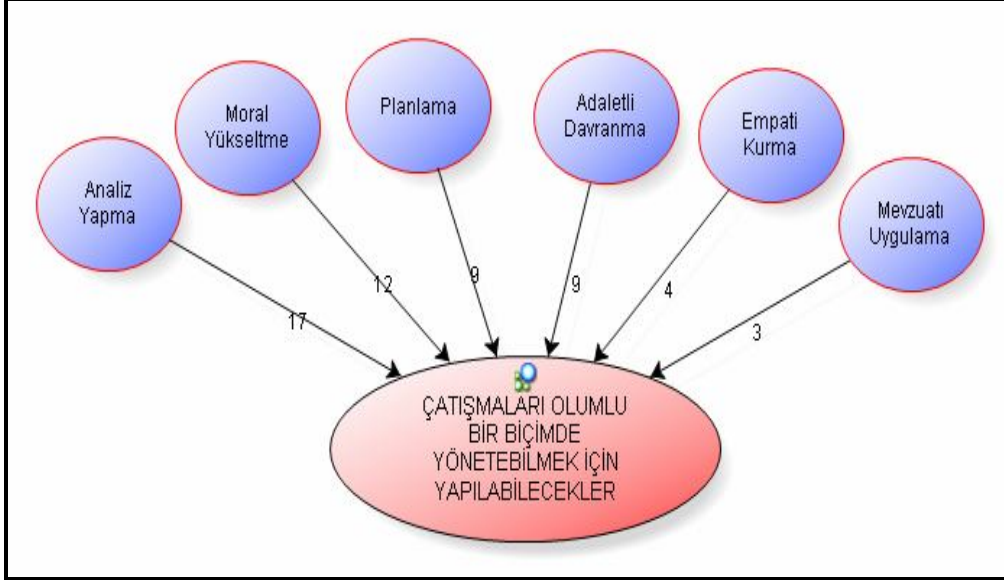 Analiz
Yapma
Moral
Yükseltme
Planlama
Adaletli
Davranma
Empati
Kurma
Mevzuatı
Uygulama
17
12
9
9
4
3
ÇATIŞMALARI OLUMLU
BİR BİÇİMDE
YÖNETEBİLMEK İÇİN
YAPILABİLECEKLER